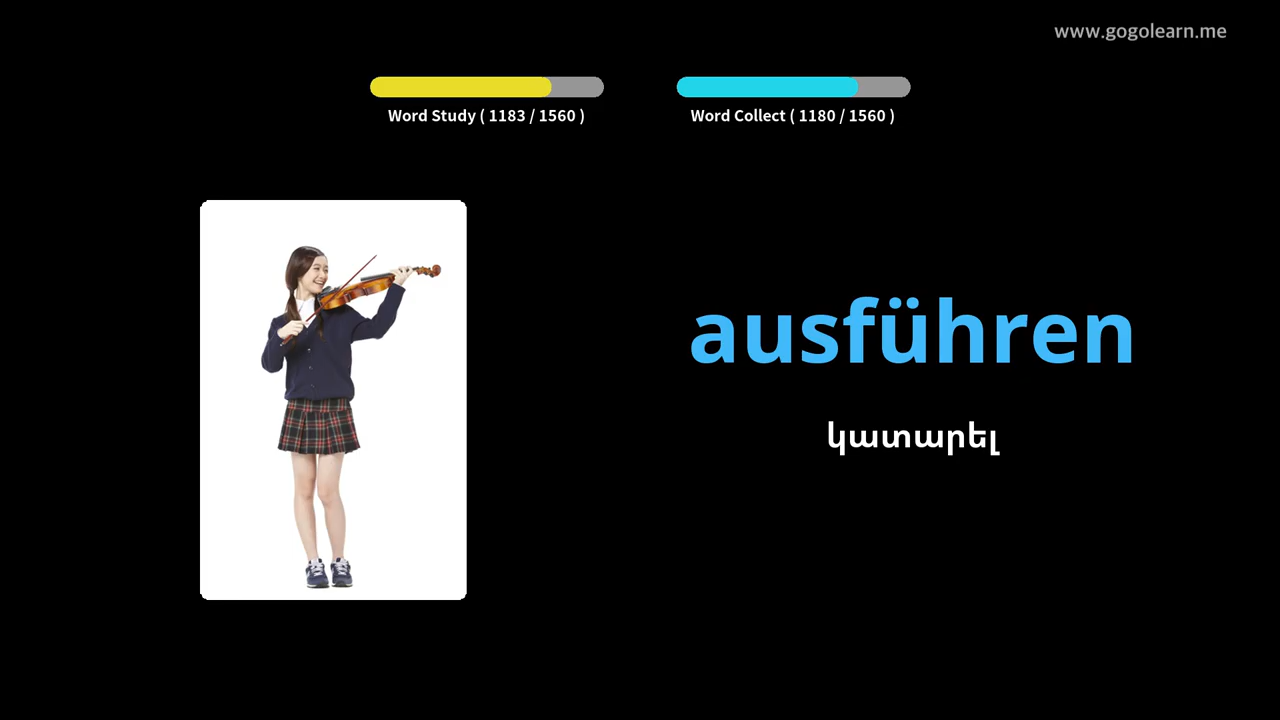 www.gogolearn.me
Word Study ( 1183 / 1560 )
Word Collect ( 1180 / 1560 )
ausführen
կատարել